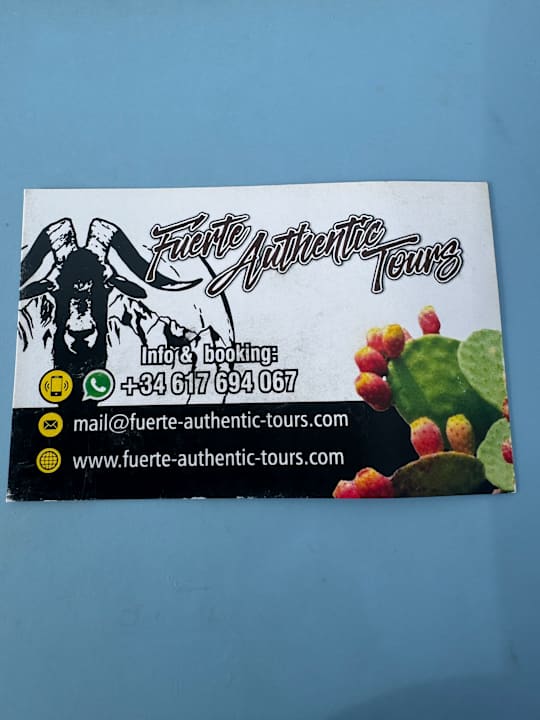 Fuerte Authentic Tours
Info & booking:
+34 617 694 067
mail@fuerte-authentic-tours.com
www.fuerte-authentic-tours.com